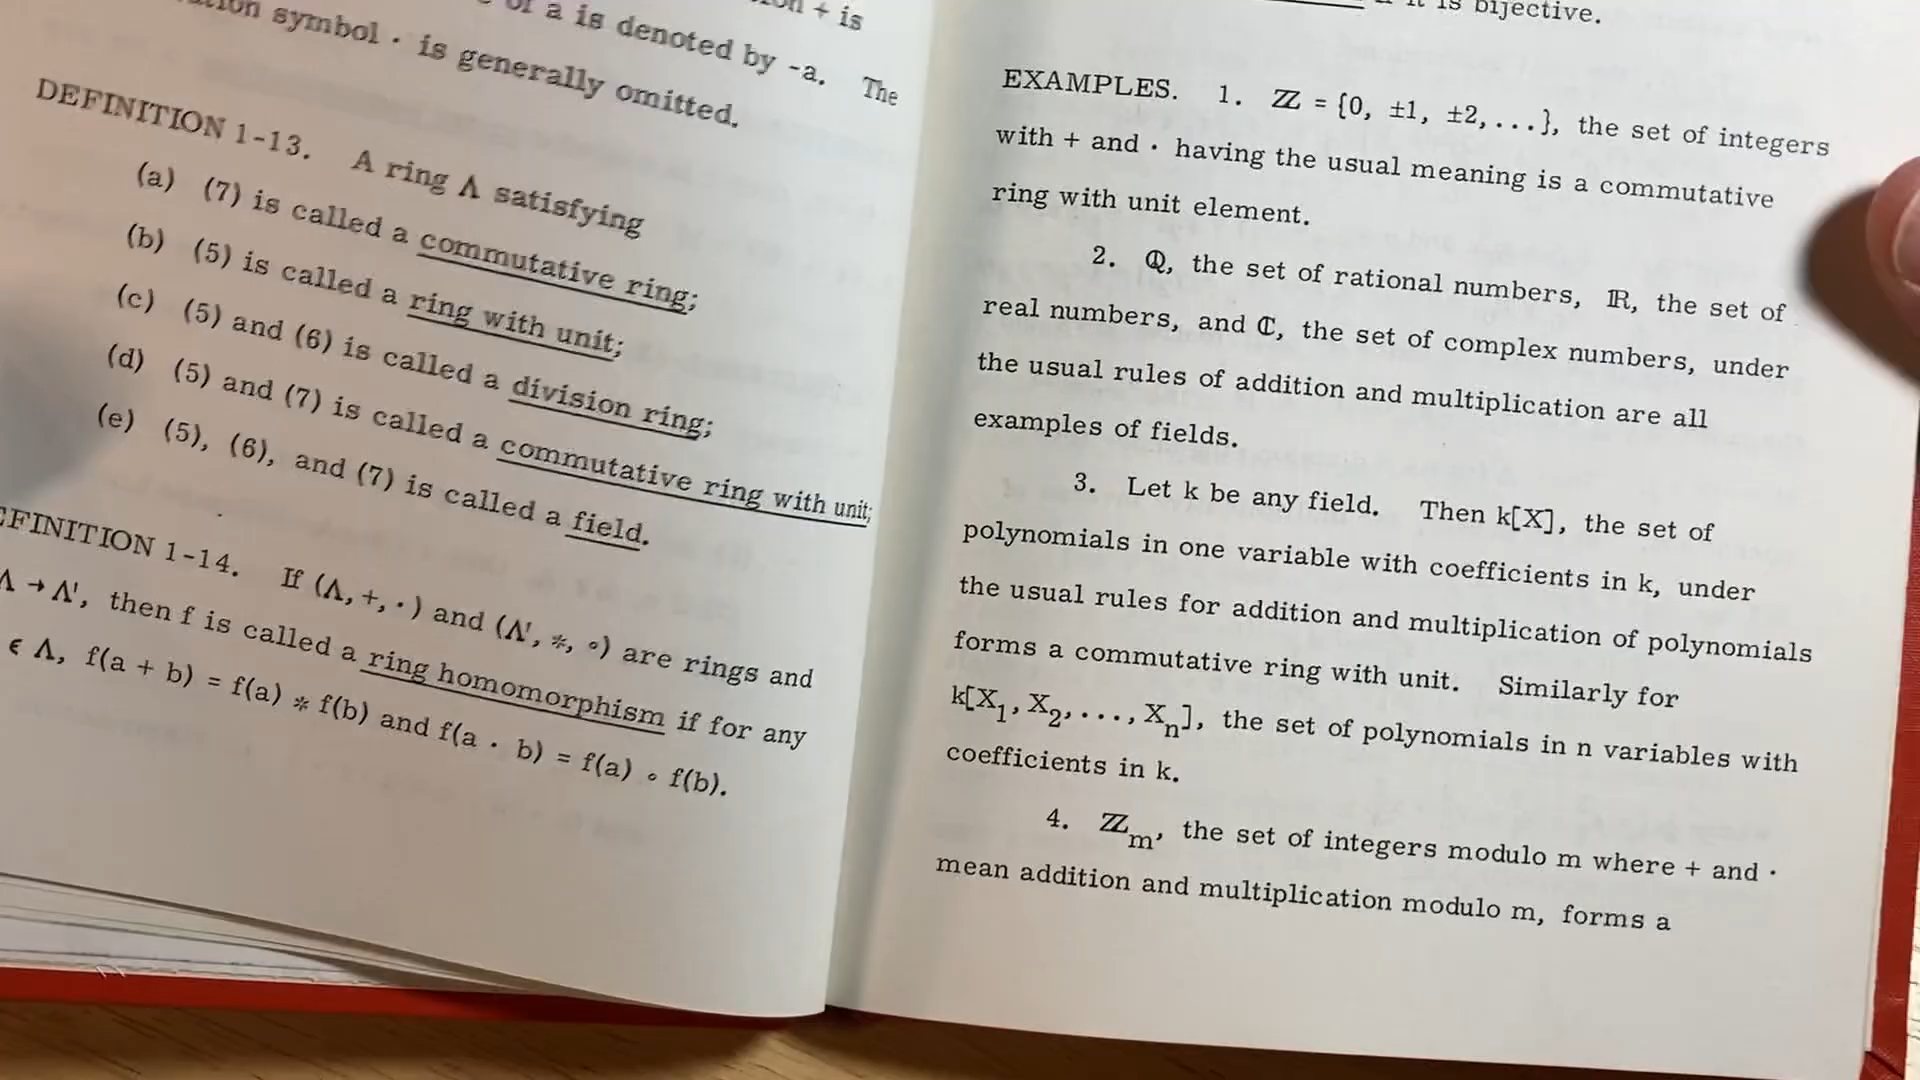 ion + is
of a is denoted by -a. The
tion symbol · is generally omitted.
DEFINITION 1-13. A ring Λ satisfying
(a) (7) is called a commutative ring;
(b) (5) is called a ring with unit;
(c) (5) and (6) is called a division ring;
(d) (5) and (7) is called a commutative ring with unit;
(e) (5), (6), and (7) is called a field.
EFINITION 1-14. If (Λ, +, ·) and (Λ', *, ∘) are rings and
Λ → Λ', then f is called a ring homomorphism if for any
ϵ Λ, f(a + b) = f(a) * f(b) and f(a · b) = f(a) ∘ f(b).
it is bijective.
EXAMPLES. 1. ℤ = {0, ±1, ±2, ...}, the set of integers
with + and · having the usual meaning is a commutative
ring with unit element.
2. ℚ, the set of rational numbers, ℝ, the set of
real numbers, and ℂ, the set of complex numbers, under
the usual rules of addition and multiplication are all
examples of fields.
3. Let k be any field. Then k[X], the set of
polynomials in one variable with coefficients in k, under
the usual rules for addition and multiplication of polynomials
forms a commutative ring with unit. Similarly for
k[X₁, X₂, ..., Xₙ], the set of polynomials in n variables with
coefficients in k.
4. ℤₘ, the set of integers modulo m where + and ·
mean addition and multiplication modulo m, forms a